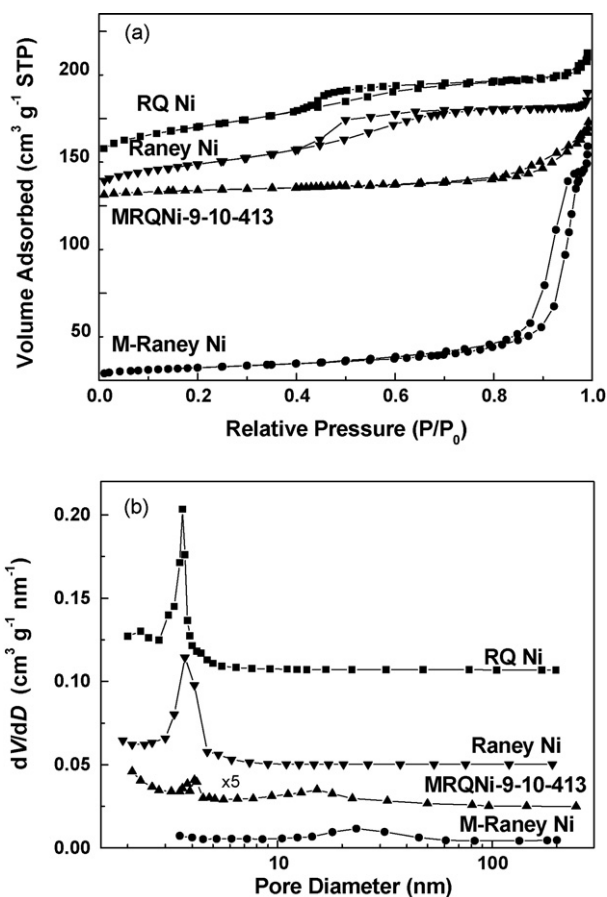 (a)
200
150
100
50
0.0 0.2 0.4 0.6 0.8 1.0
Volume Adsorbed (cm³ g⁻¹ STP)
RQ Ni
Raney Ni
MRQNi-9-10-413
M-Raney Ni
Relative Pressure (P/P₀)
(b)
0.20
0.15
0.10
0.05
0.00
10 100
dV/dD (cm³ g⁻¹ nm⁻¹)
RQ Ni
Raney Ni
x5
MRQNi-9-10-413
M-Raney Ni
Pore Diameter (nm)